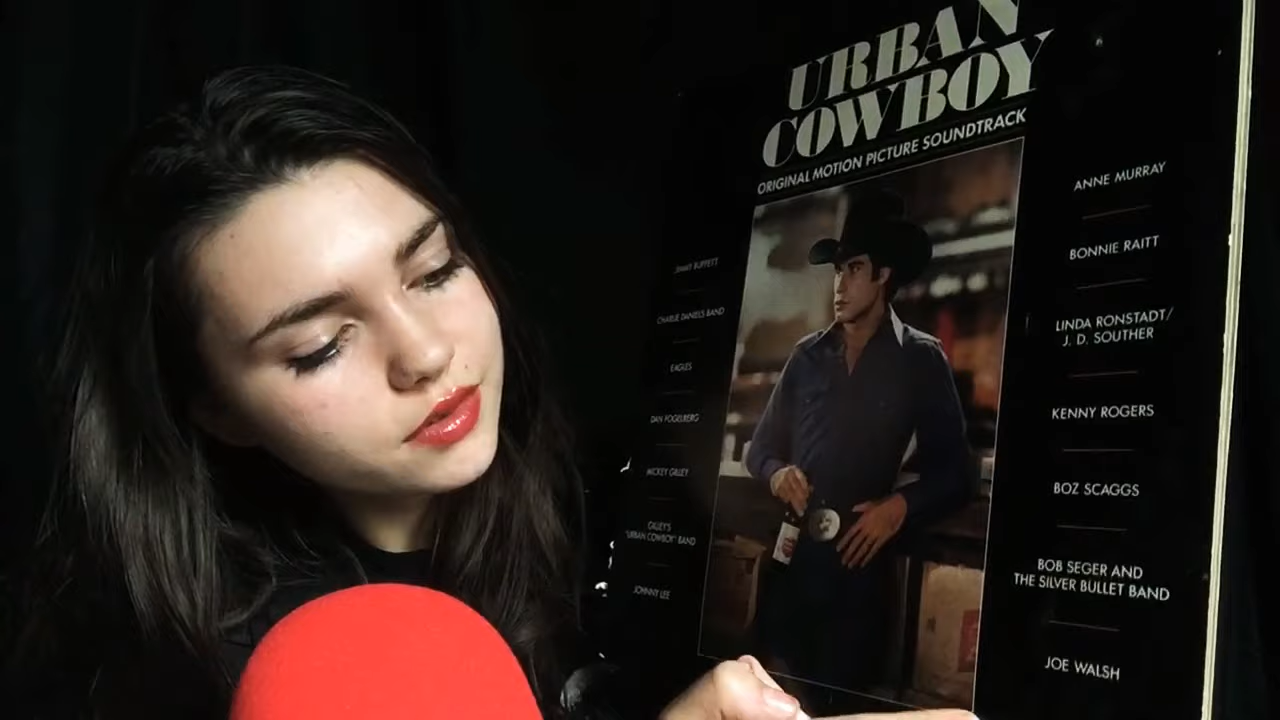 URBAN
COWBOY
ORIGINAL MOTION PICTURE SOUNDTRACK
JIMMY BUFFETT
CHARLIE DANIELS BAND
EAGLES
DAN FOGELBERG
MICKEY GILLEY
GILLEY'S
"URBAN COWBOY" BAND
JOHNNY LEE
ANNE MURRAY
BONNIE RAITT
LINDA RONSTADT/
J. D. SOUTHER
KENNY ROGERS
BOZ SCAGGS
BOB SEGER AND
THE SILVER BULLET BAND
JOE WALSH